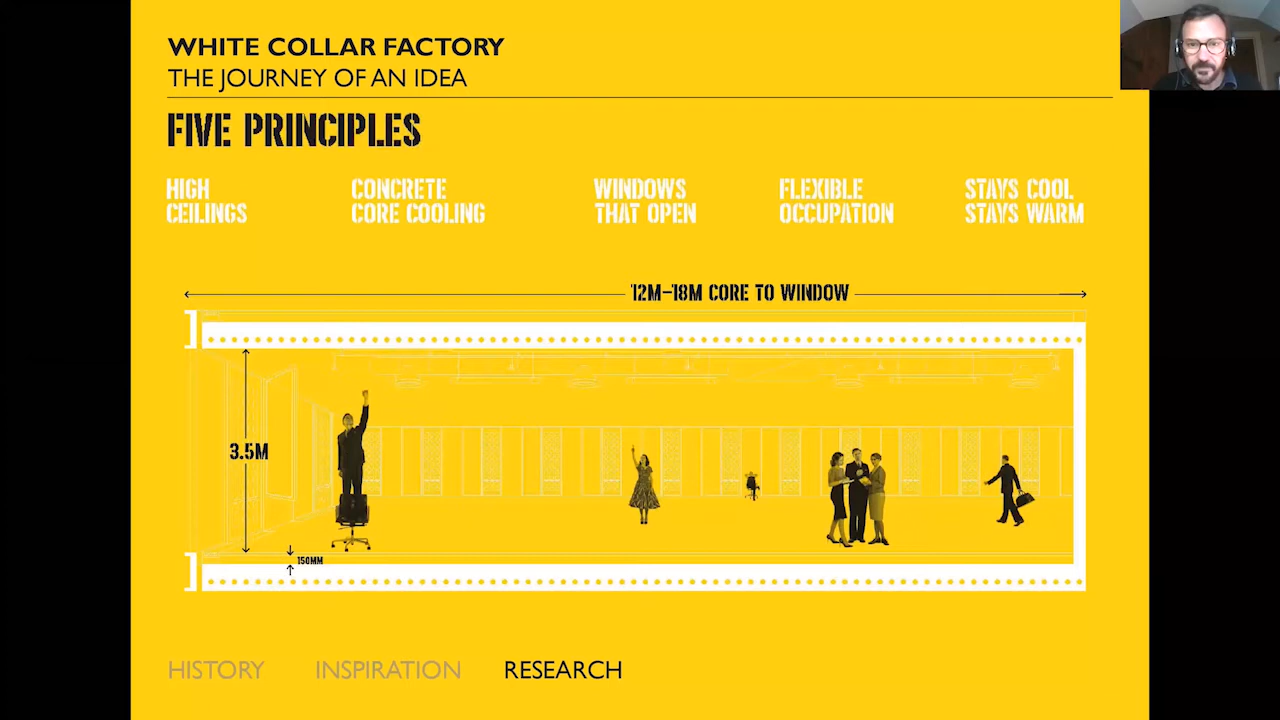 WHITE COLLAR FACTORY
THE JOURNEY OF AN IDEA
FIVE PRINCIPLES
HIGH
CEILINGS
CONCRETE
CORE COOLING
WINDOWS
THAT OPEN
FLEXIBLE
OCCUPATION
STAYS COOL
STAYS WARM
12M-18M CORE TO WINDOW
3.5M
150MM
HISTORY
INSPIRATION
RESEARCH